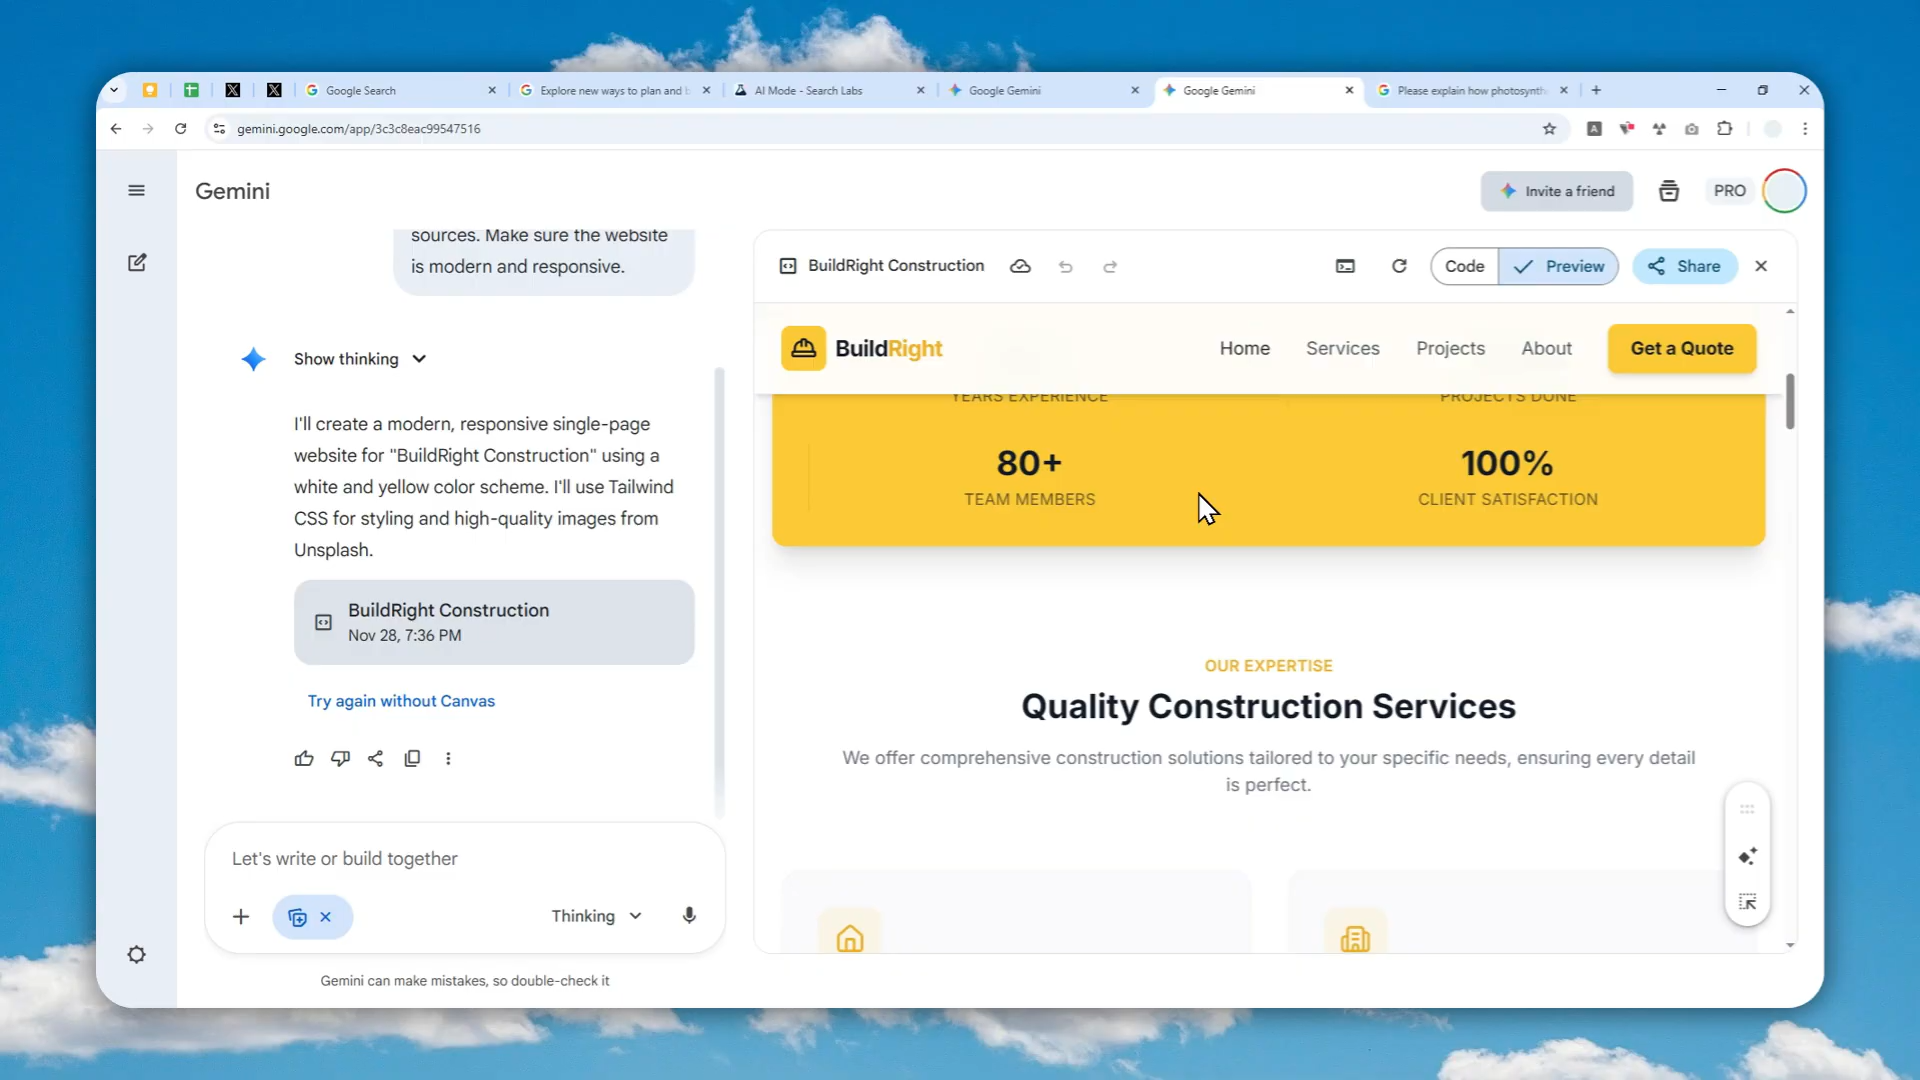 Google Search
Explore new ways to plan and b
AI Mode - Search Labs
Google Gemini
Google Gemini
Please explain how photosynth
gemini.google.com/app/3c3c8eac99547516
Gemini
Invite a friend
PRO
sources. Make sure the website
is modern and responsive.
Show thinking
I'll create a modern, responsive single-page
website for "BuildRight Construction" using a
white and yellow color scheme. I'll use Tailwind
CSS for styling and high-quality images from
Unsplash.
BuildRight Construction
Nov 28, 7:36 PM
Try again without Canvas
Let's write or build together
Thinking
Gemini can make mistakes, so double-check it
BuildRight Construction
Code
Preview
Share
BuildRight
Home
Services
Projects
About
Get a Quote
YEARS EXPERIENCE
PROJECTS DONE
80+
TEAM MEMBERS
100%
CLIENT SATISFACTION
OUR EXPERTISE
Quality Construction Services
We offer comprehensive construction solutions tailored to your specific needs, ensuring every detail
is perfect.